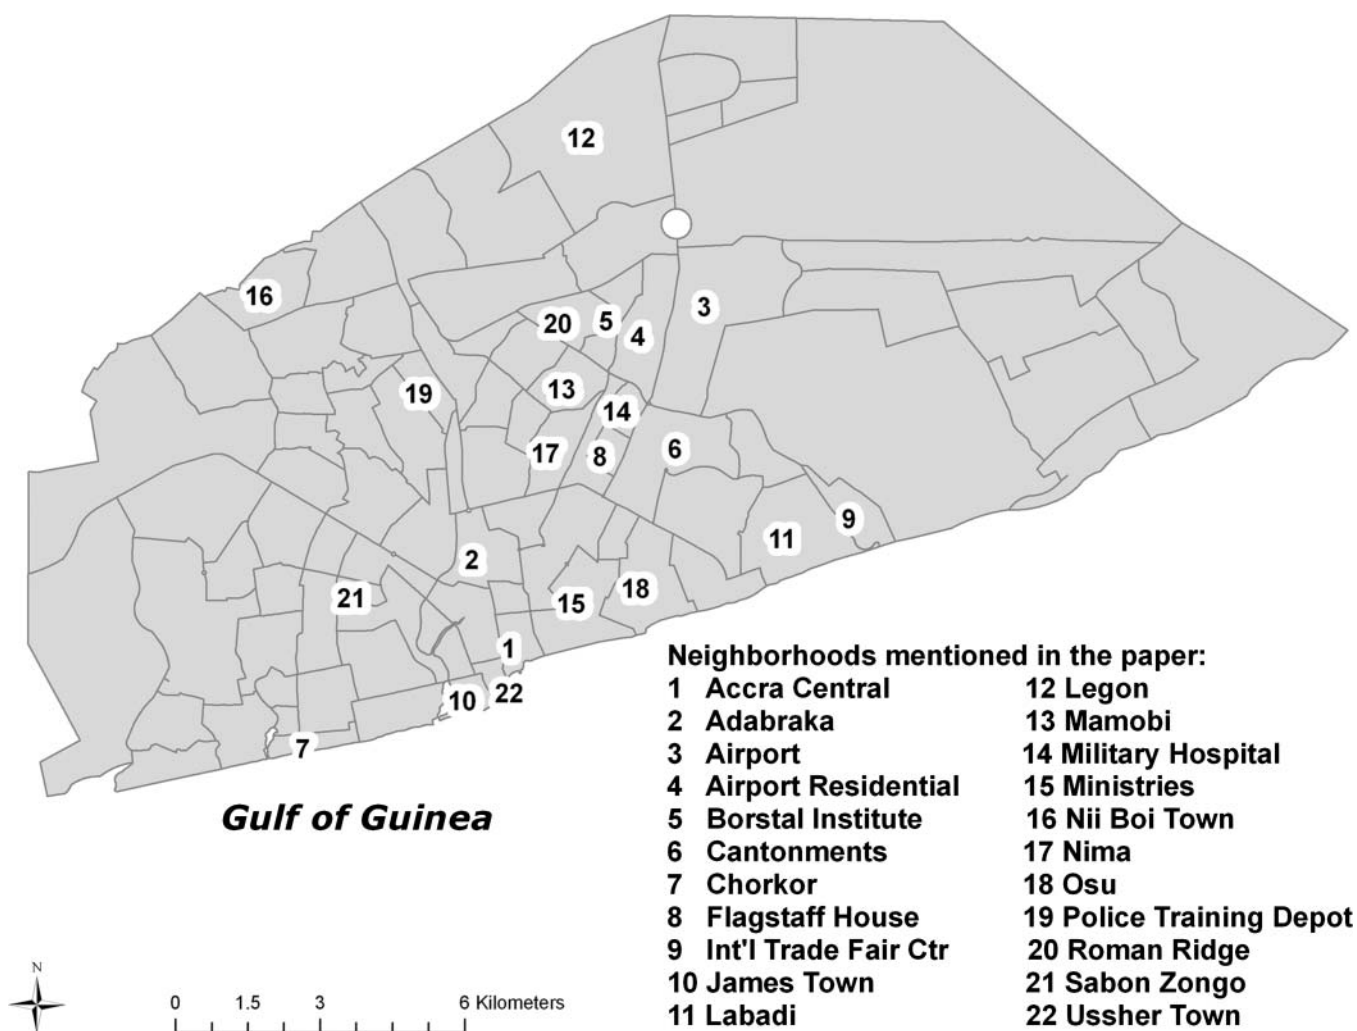 12
16
3
20
5
4
19
13
14
17
8
6
9
11
2
21
15
18
1
10
22
7
Gulf of Guinea
Neighborhoods mentioned in the paper:
1 Accra Central
2 Adabraka
3 Airport
4 Airport Residential
5 Borstal Institute
6 Cantonments
7 Chorkor
8 Flagstaff House
9 Int'l Trade Fair Ctr
10 James Town
11 Labadi
12 Legon
13 Mamobi
14 Military Hospital
15 Ministries
16 Nii Boi Town
17 Nima
18 Osu
19 Police Training Depot
20 Roman Ridge
21 Sabon Zongo
22 Ussher Town
N
0 1.5 3 6 Kilometers